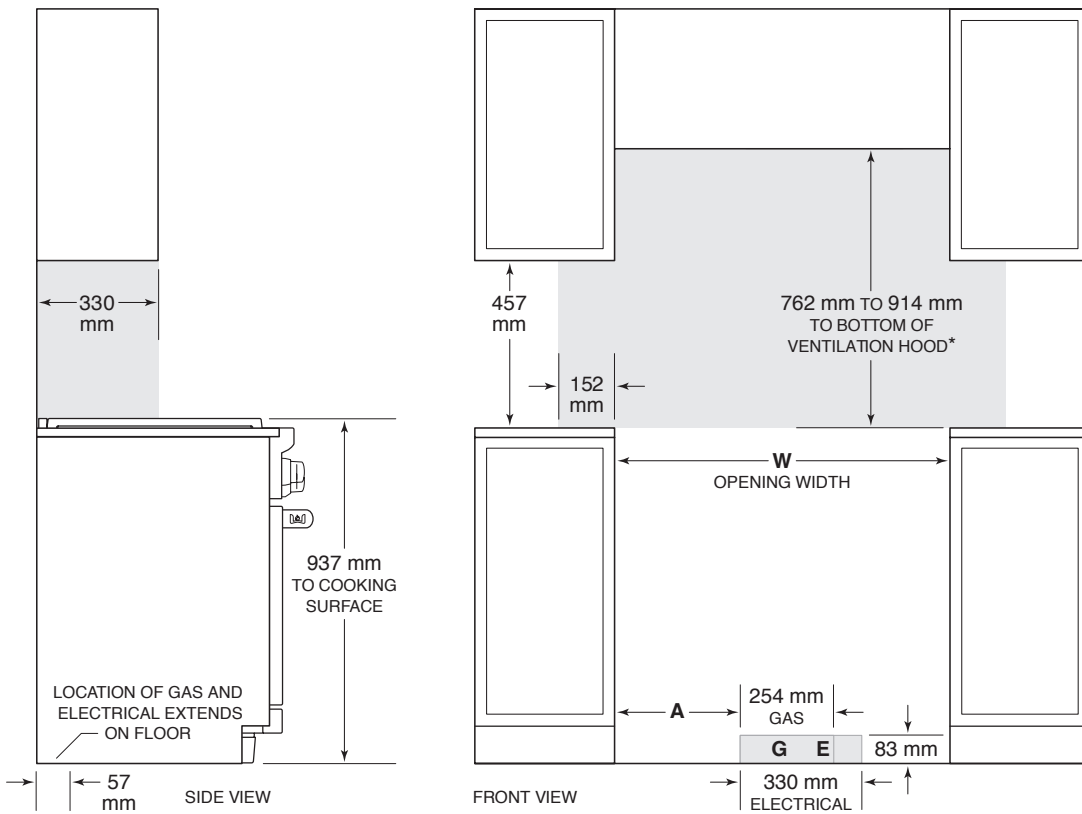 330
mm
937 mm
TO COOKING
SURFACE
LOCATION OF GAS AND
ELECTRICAL EXTENDS
ON FLOOR
57
mm
SIDE VIEW
457
mm
152
mm
762 mm TO 914 mm
TO BOTTOM OF
VENTILATION HOOD*
W
OPENING WIDTH
A
254 mm
GAS
G E
83 mm
330 mm
ELECTRICAL
FRONT VIEW